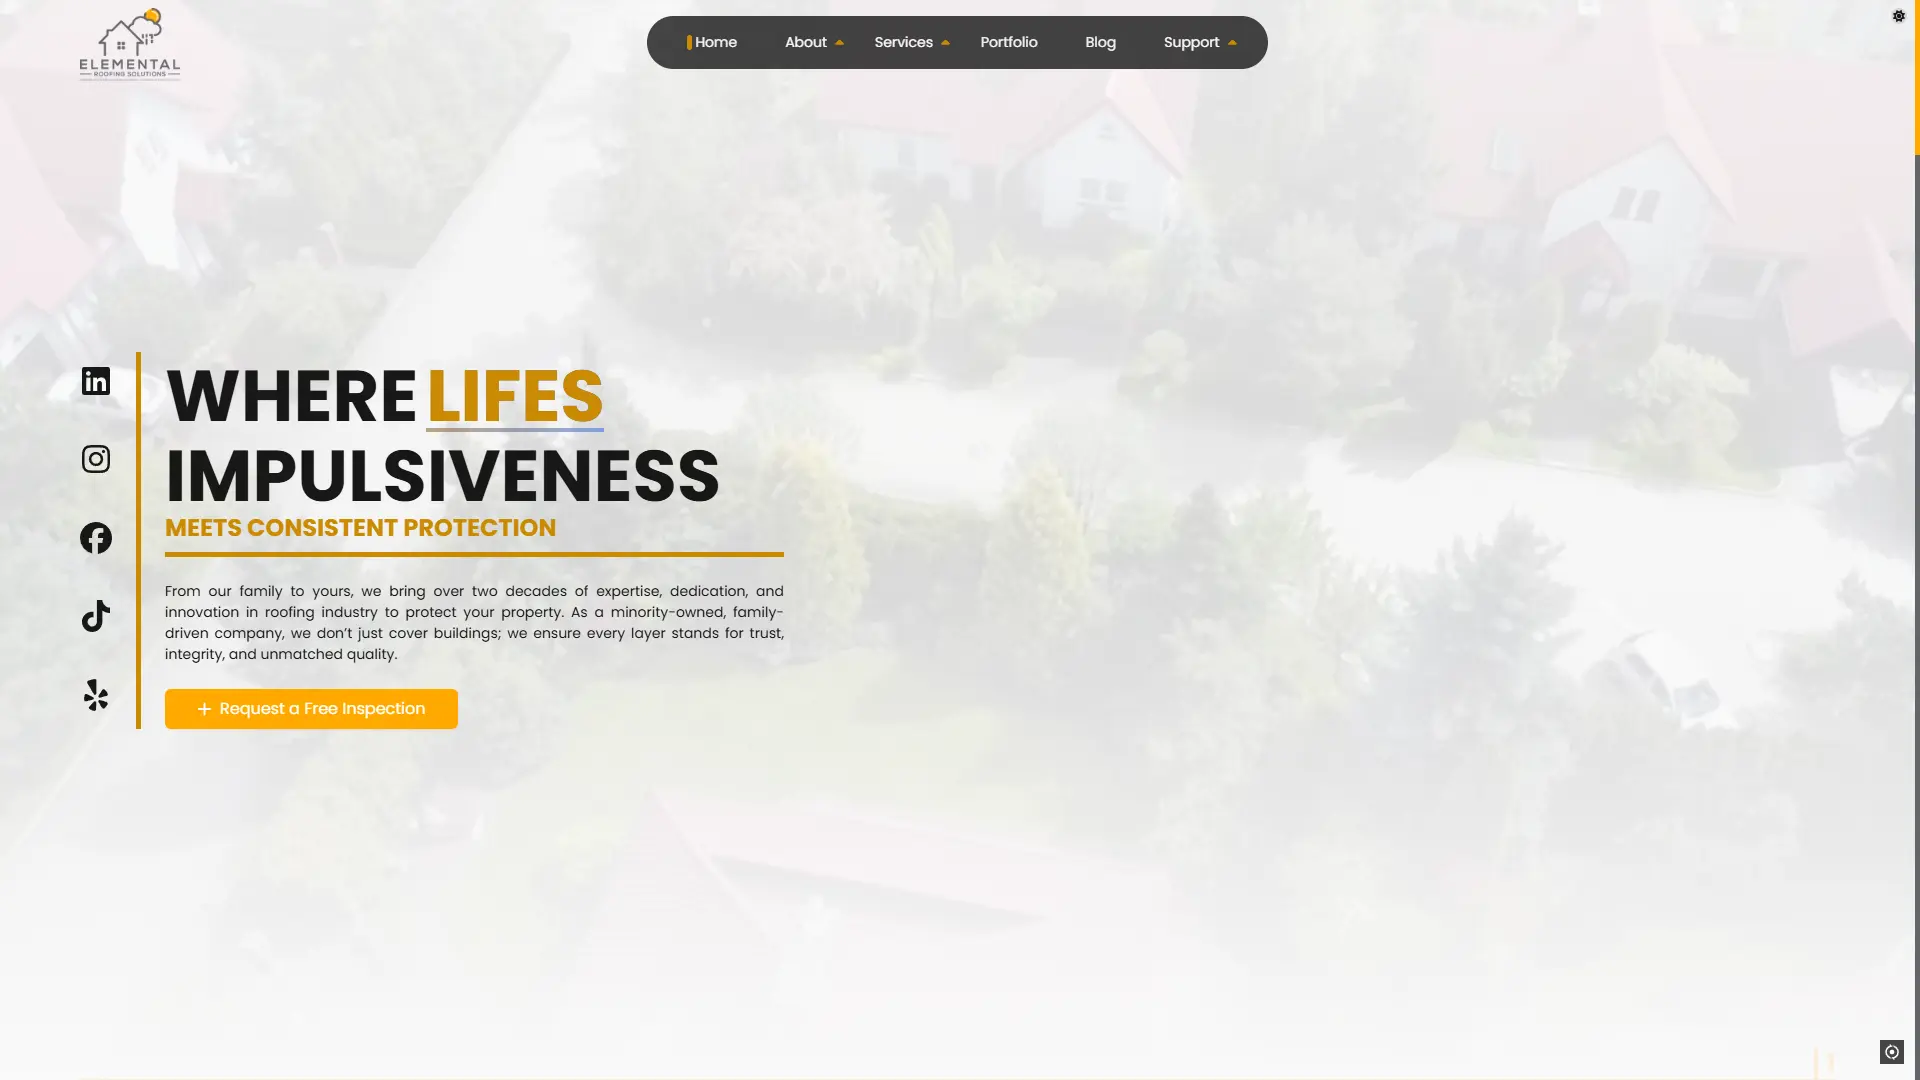 ELEMENTAL
ROOFING SOLUTIONS
Home About Services Portfolio Blog Support
WHERE LIFES
IMPULSIVENESS
MEETS CONSISTENT PROTECTION
From our family to yours, we bring over two decades of expertise, dedication, and
innovation in roofing industry to protect your property. As a minority-owned, family-
driven company, we don’t just cover buildings; we ensure every layer stands for trust,
integrity, and unmatched quality.
+ Request a Free Inspection